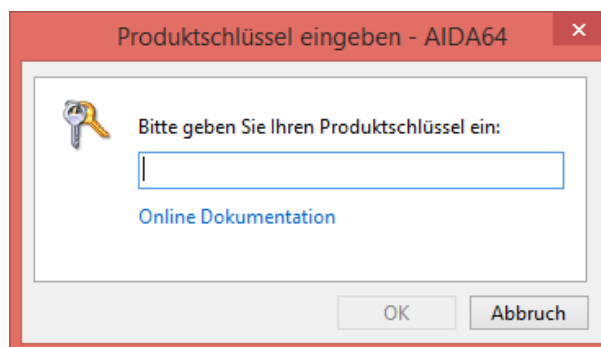 Produktschlüssel eingeben - AIDA64
Bitte geben Sie Ihren Produktschlüssel ein:
Online Dokumentation
OK
Abbruch